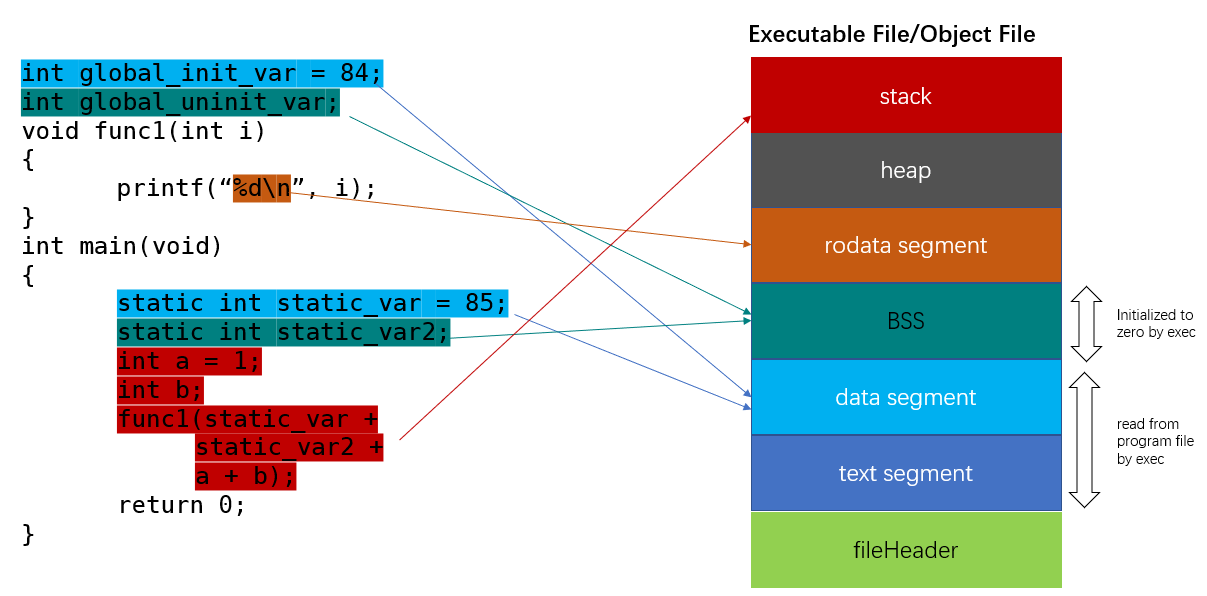 Executable File/Object File
int global_init_var = 84;
int global_uninit_var;
void func1(int i)
{
printf(“%d\n”, i);
}
int main(void)
{
static int static_var = 85;
static int static_var2;
int a = 1;
int b;
func1(static_var +
static_var2 +
a + b);
return 0;
}
stack
heap
rodata segment
BSS
data segment
text segment
fileHeader
Initialized to
zero by exec
read from
program file
by exec